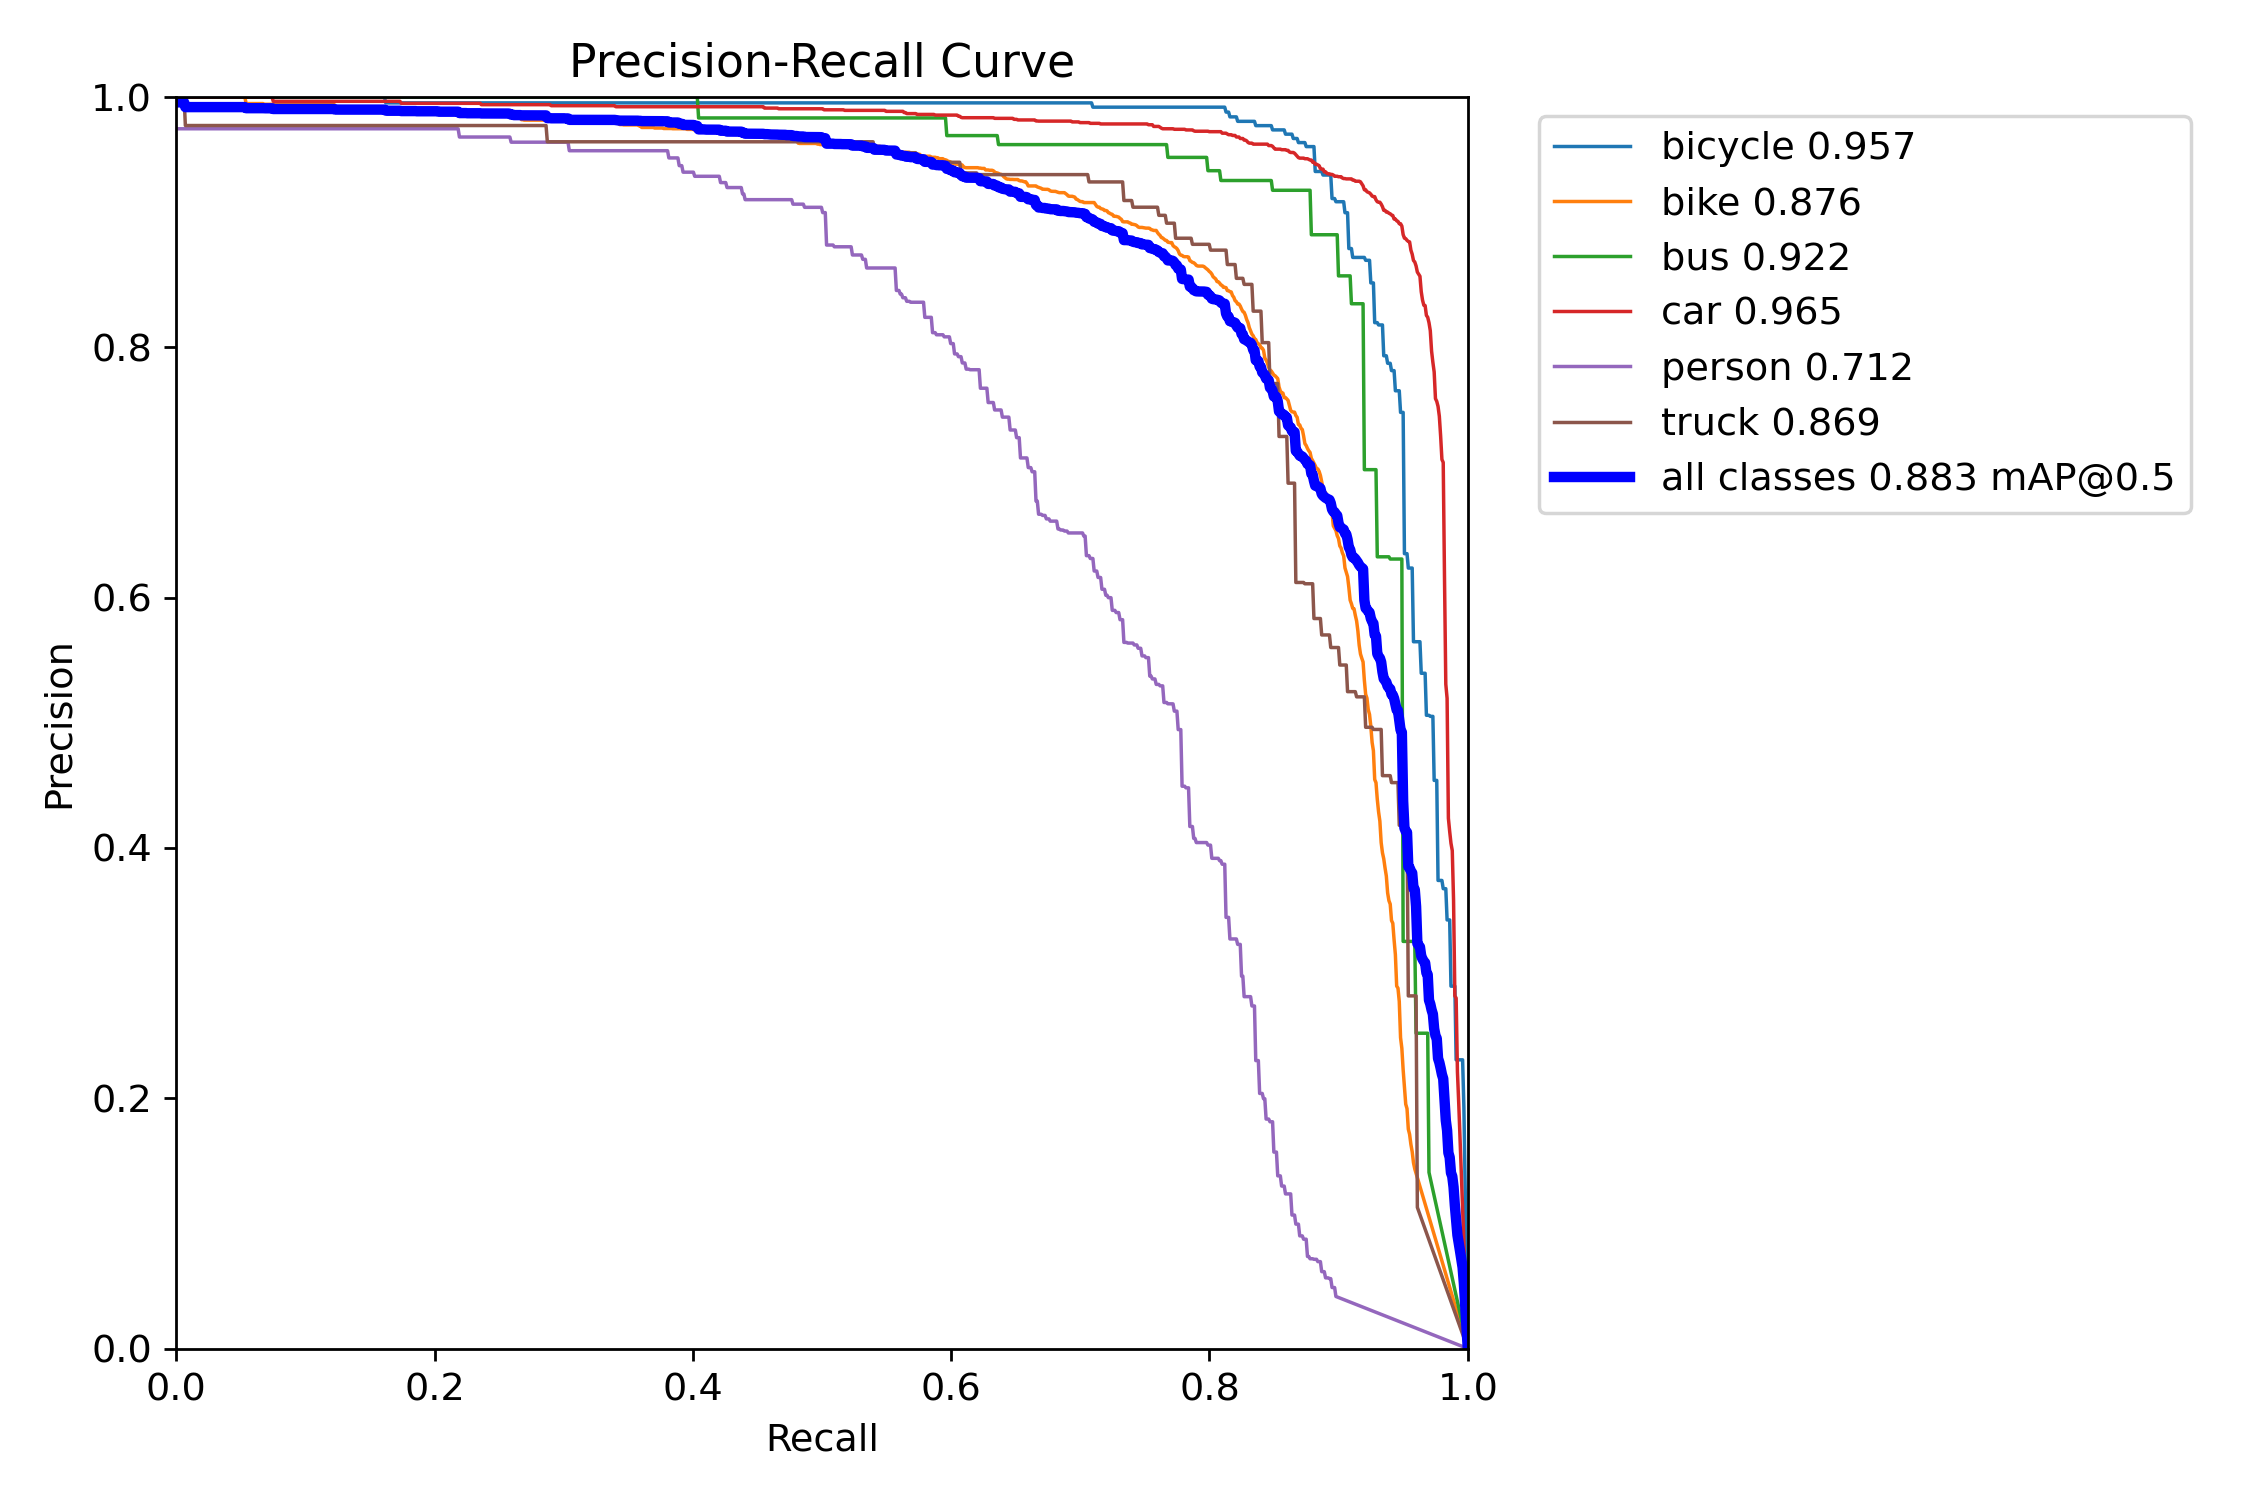 Precision-Recall Curve
1.0
0.8
0.6
0.4
0.2
0.0
Precision
0.0 0.2 0.4 0.6 0.8 1.0
Recall
bicycle 0.957
bike 0.876
bus 0.922
car 0.965
person 0.712
truck 0.869
all classes 0.883 mAP@0.5